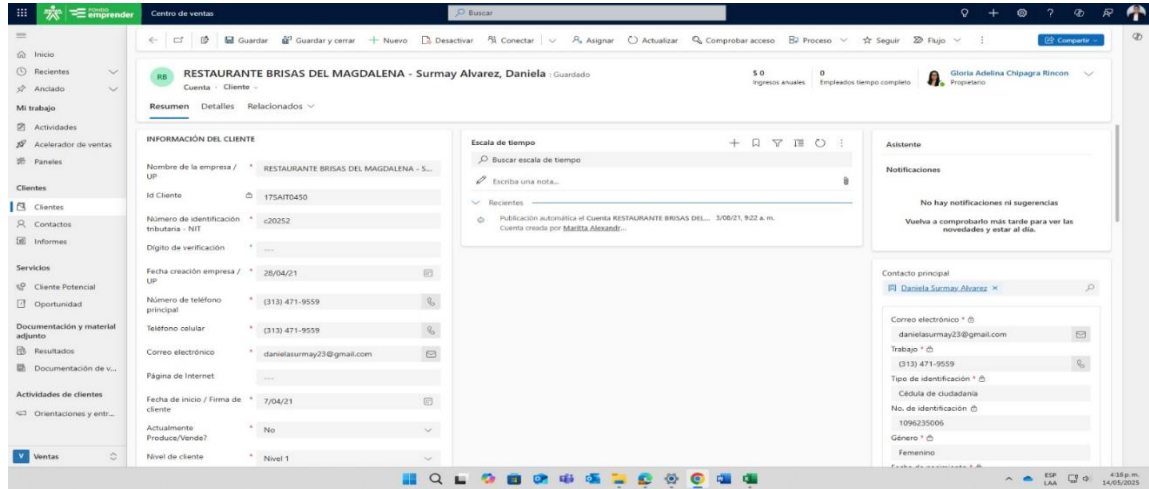 FONDO
emprender
Centro de ventas
Buscar
Guardar
Guardar y cerrar
Nuevo
Desactivar
Conectar
Asignar
Actualizar
Comprobar acceso
Proceso
Seguir
Flujo
Compartir
Inicio
Recientes
Anclado
Mi trabajo
Actividades
Acelerador de ventas
Paneles
Clientes
Clientes
Contactos
Informes
Servicios
Cliente Potencial
Oportunidad
Documentación y material
adjunto
Resultados
Documentación de v...
Actividades de clientes
Orientaciones y entr...
V Ventas
RB
RESTAURANTE BRISAS DEL MAGDALENA - Surmay Alvarez, Daniela : Guardado
Cuenta · Cliente
$ 0
Ingresos anuales
0
Empleados tiempo completo
Gloria Adelina Chipagra Rincon
Propietario
Resumen Detalles Relacionados
INFORMACIÓN DEL CLIENTE
Nombre de la empresa / UP * RESTAURANTE BRISAS DEL MAGDALENA - S...
Id Cliente 175AIT0450
Número de identificación tributaria - NIT * c20252
Dígito de verificación * ---
Fecha creación empresa / UP * 28/04/21
Número de teléfono principal * (313) 471-9559
Teléfono celular * (313) 471-9559
Correo electrónico * danielasurmay23@gmail.com
Página de Internet ---
Fecha de inicio / Firma de cliente * 7/04/21
Actualmente Produce/Vende? * No
Nivel de cliente * Nivel 1
Escala de tiempo
Buscar escala de tiempo
Escriba una nota...
Recientes
Publicación automática el Cuenta RESTAURANTE BRISAS DEL... 3/08/21, 9:22 a. m.
Cuenta creada por Maritta Alexandr...
Asistente
Notificaciones
No hay notificaciones ni sugerencias
Vuelva a comprobarlo más tarde para ver las
novedades y estar al día.
Contacto principal
Daniela Surmay Alvarez ×
Correo electrónico *
danielasurmay23@gmail.com
Trabajo *
(313) 471-9559
Tipo de identificación *
Cédula de ciudadanía
No. de identificación
1096235006
Género *
Femenino
Fecha de nacimiento *
ESP
LAA
4:16 p. m.
14/05/2025